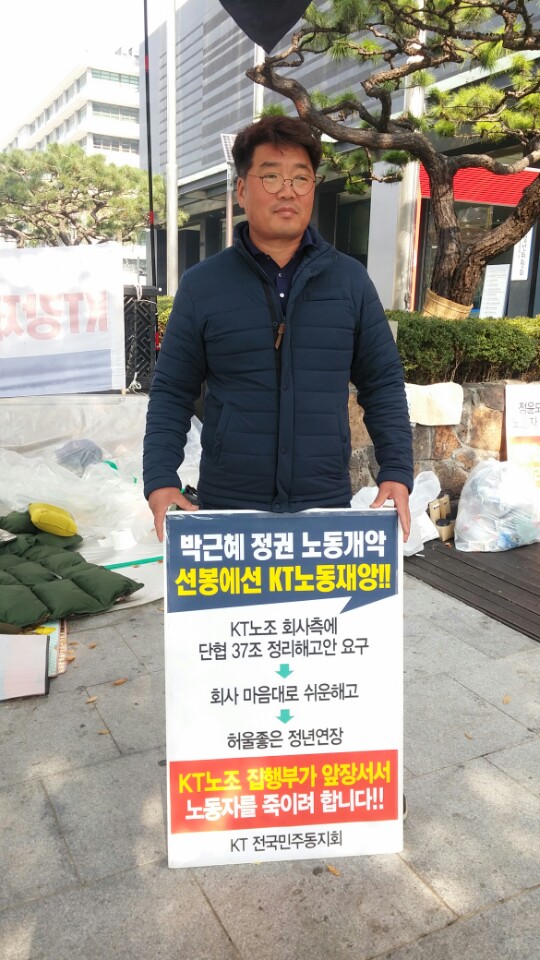 박근혜 정권 노동개악
선봉에선 KT노동재앙!!
KT노조 회사측에
단협 37조 정리해고안 요구
회사 마음대로 쉬운해고
허울좋은 정년연장
KT노조 집행부가 앞장서서
노동자를 죽이려 합니다!!
KT 전국민주동지회